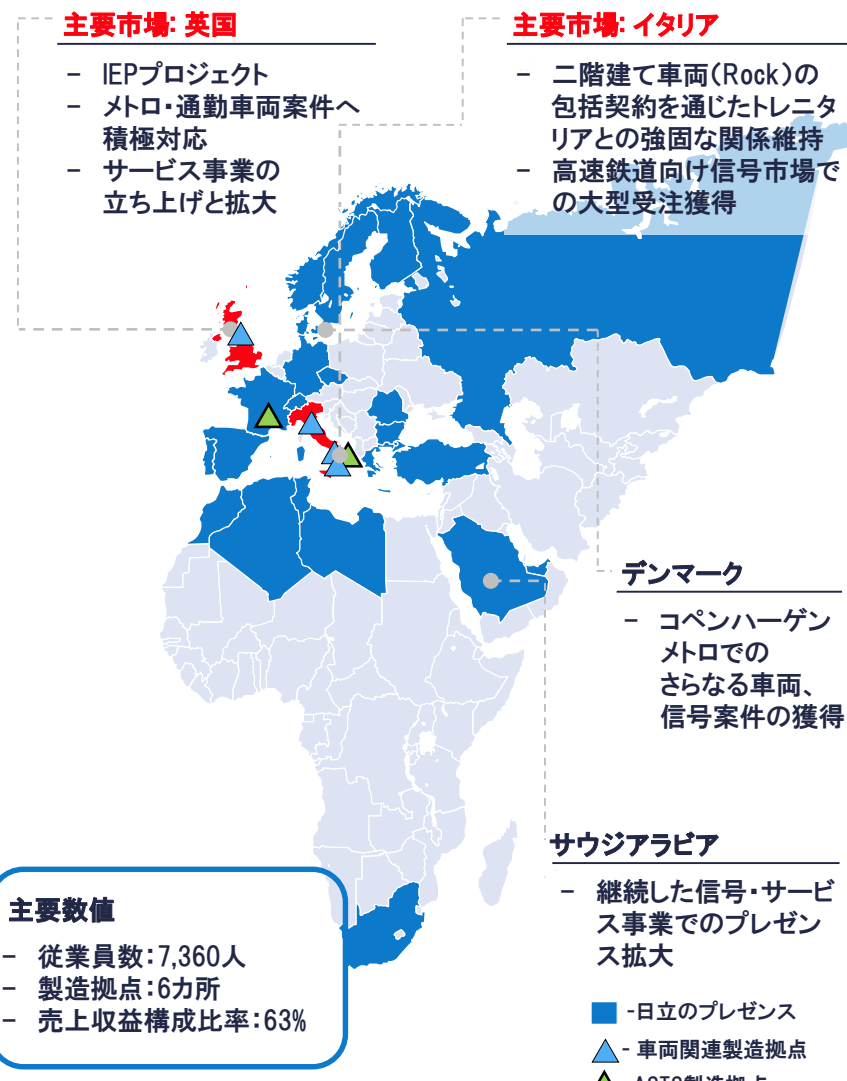 主要市場: 英国
- IEPプロジェクト
- メトロ・通勤車両案件へ
積極対応
- サービス事業の
立ち上げと拡大
主要市場: イタリア
- 二階建て車両(Rock)の
包括契約を通じたトレニタ
リアとの強固な関係維持
- 高速鉄道向け信号市場で
の大型受注獲得
デンマーク
- コペンハーゲン
メトロでの
さらなる車両、
信号案件の獲得
サウジアラビア
- 継続した信号・サービ
ス事業でのプレゼン
ス拡大
主要数値
- 従業員数:7,360人
- 製造拠点:6カ所
- 売上収益構成比率:63%
-日立のプレゼンス
- 車両関連製造拠点